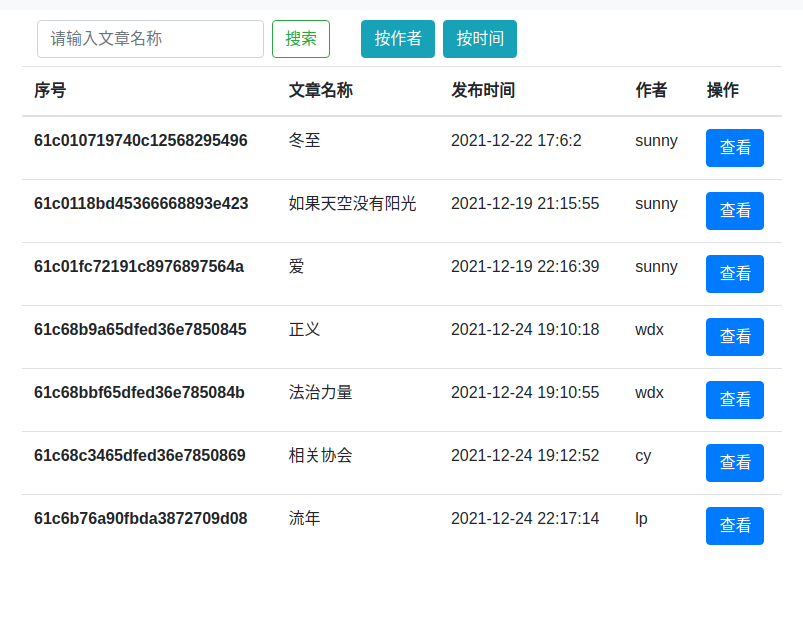 请输入文章名称 搜索 按作者 按时间
序号 文章名称 发布时间 作者 操作
61c010719740c12568295496 冬至 2021-12-22 17:6:2 sunny 查看
61c0118bd45366668893e423 如果天空没有阳光 2021-12-19 21:15:55 sunny 查看
61c01fc72191c8976897564a 爱 2021-12-19 22:16:39 sunny 查看
61c68b9a65dfed36e7850845 正义 2021-12-24 19:10:18 wdx 查看
61c68bbf65dfed36e785084b 法治力量 2021-12-24 19:10:55 wdx 查看
61c68c3465dfed36e7850869 相关协会 2021-12-24 19:12:52 cy 查看
61c6b76a90fbda3872709d08 流年 2021-12-24 22:17:14 lp 查看